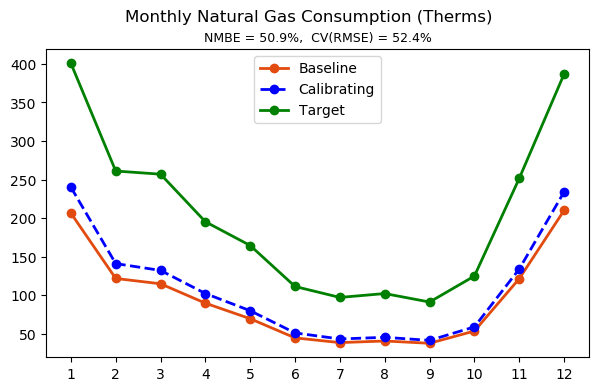 Monthly Natural Gas Consumption (Therms)
NMBE = 50.9%,  CV(RMSE) = 52.4%
Baseline
Calibrating
Target
400
350
300
250
200
150
100
50
1 2 3 4 5 6 7 8 9 10 11 12